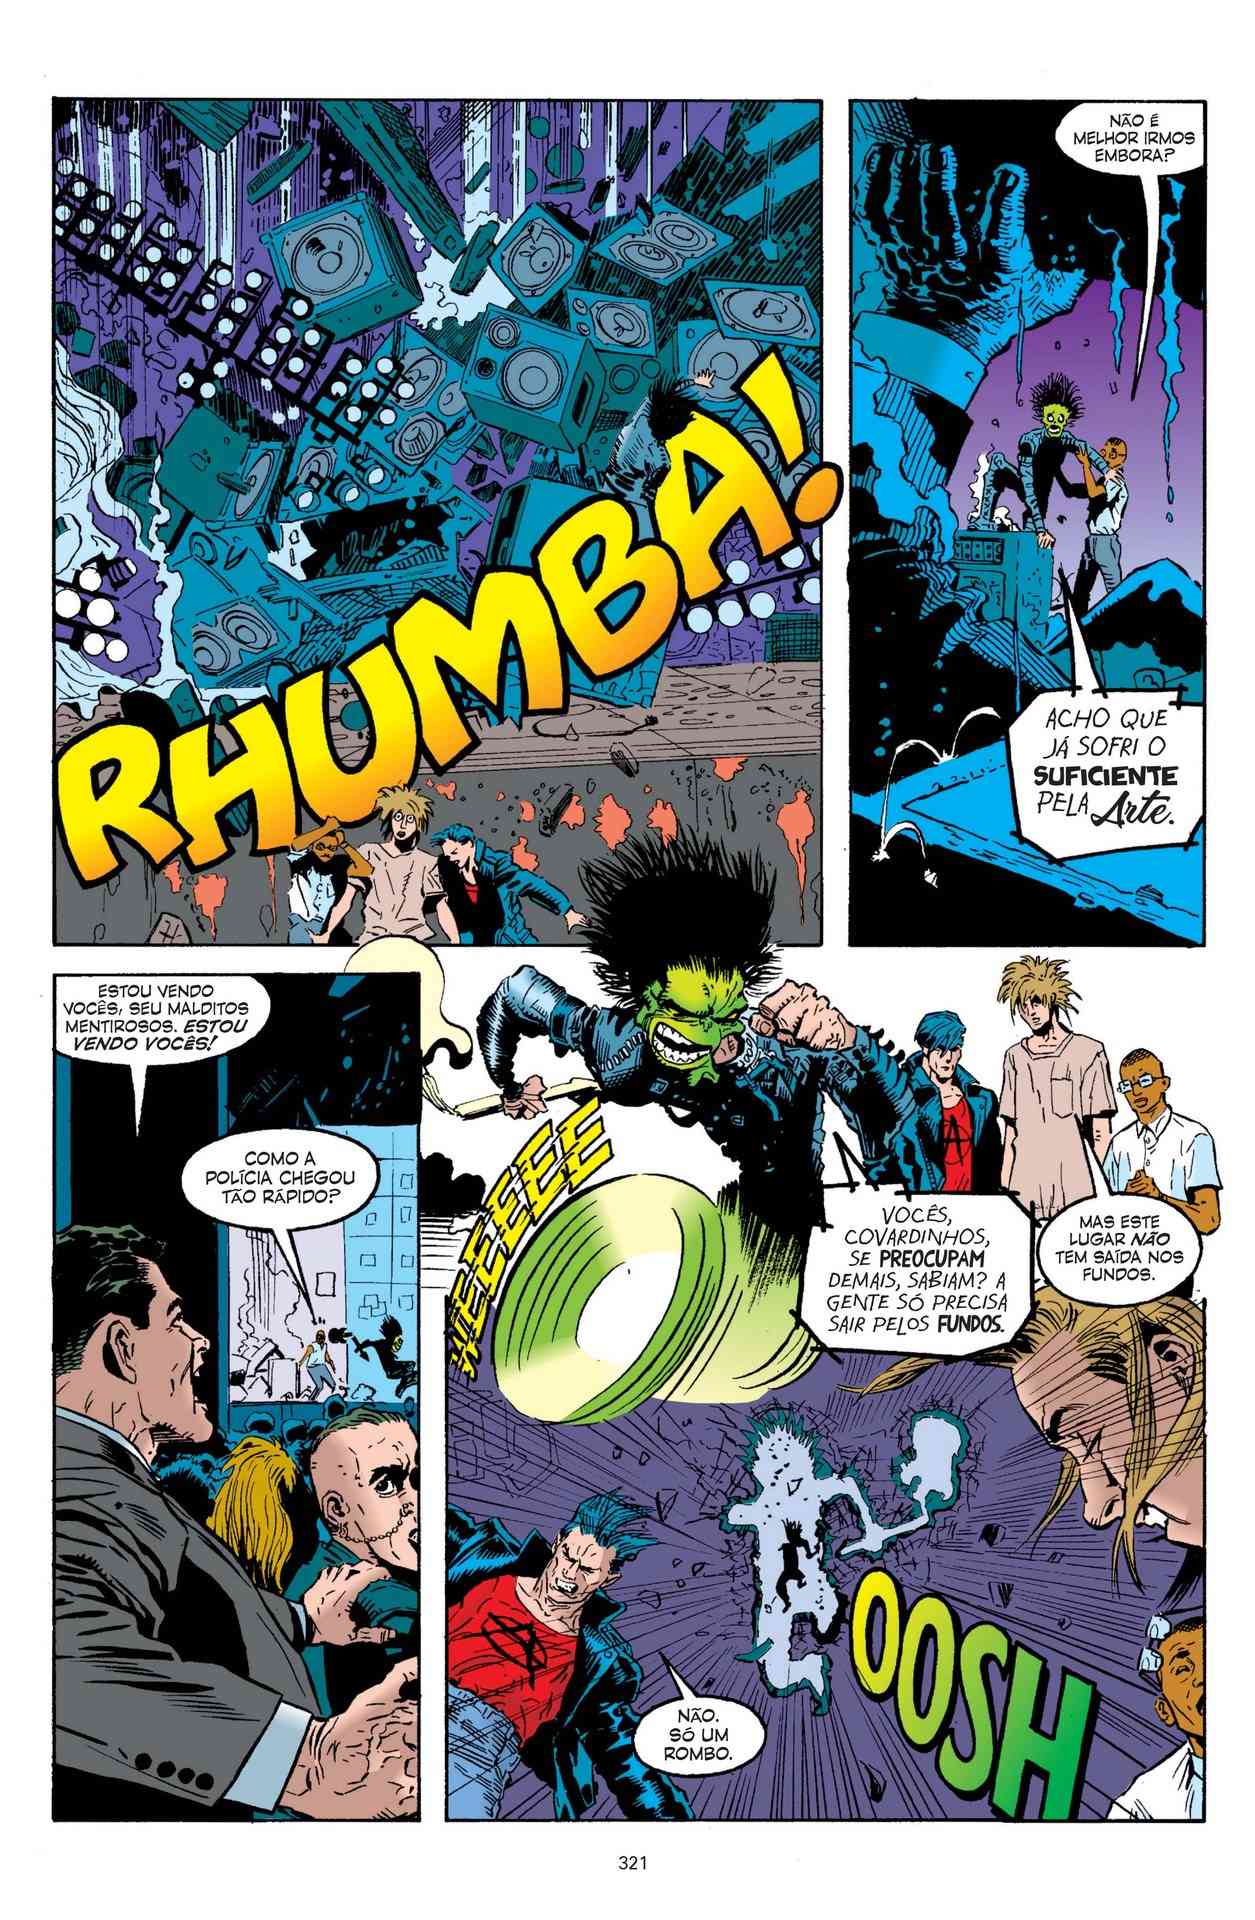 RHUMBA!
NÃO É
MELHOR IRMOS
EMBORA?
ACHO QUE
JÁ SOFRI O
SUFICIENTE
PELA Arte.
ESTOU VENDO
VOCÊS, SEU MALDITOS
MENTIROSOS. ESTOU
VENDO VOCÊS!
COMO A
POLÍCIA CHEGOU
TÃO RÁPIDO?
WEEEEEEE
VOCÊS,
COVARDINHOS,
SE PREOCUPAM
DEMAIS, SABIAM? A
GENTE SÓ PRECISA
SAIR PELOS FUNDOS.
MAS ESTE
LUGAR NÃO
TEM SAÍDA NOS
FUNDOS.
OOSH
NÃO.
SÓ UM
ROMBO.
321